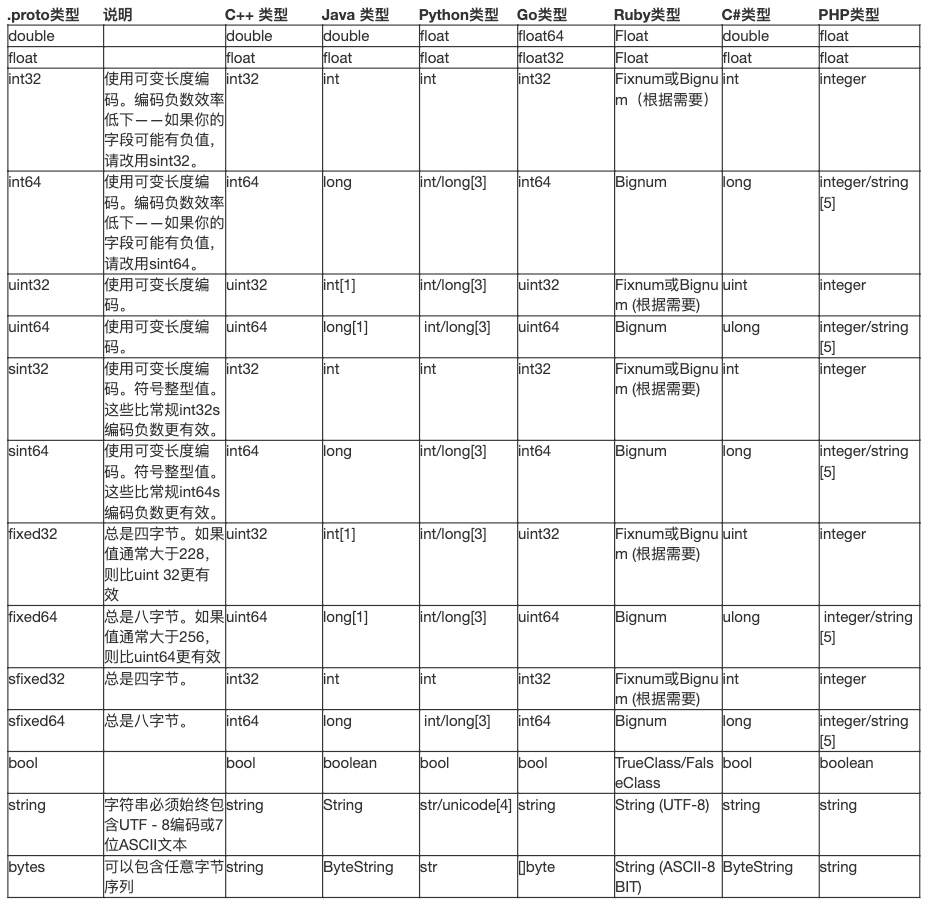 .proto类型 说明 C++ 类型 Java 类型 Python类型 Go类型 Ruby类型 C#类型 PHP类型
double double double float float64 Float double float
float float float float float32 Float float float
int32 使用可变长度编 int32 int int int32 Fixnum或Bignu int integer
码。编码负数效率 m（根据需要）
低下——如果你的
字段可能有负值，
请改用sint32。
int64 使用可变长度编 int64 long int/long[3] int64 Bignum long integer/string
码。编码负数效率 [5]
低下——如果你的
字段可能有负值，
请改用sint64。
uint32 使用可变长度编 uint32 int[1] int/long[3] uint32 Fixnum或Bignu uint integer
码。 m (根据需要)
uint64 使用可变长度编 uint64 long[1] int/long[3] uint64 Bignum ulong integer/string
码。 [5]
sint32 使用可变长度编 int32 int int int32 Fixnum或Bignu int integer
码。符号整型值。 m (根据需要)
这些比常规int32s
编码负数更有效。
sint64 使用可变长度编 int64 long int/long[3] int64 Bignum long integer/string
码。符号整型值。 [5]
这些比常规int64s
编码负数更有效。
fixed32 总是四字节。如果 uint32 int[1] int/long[3] uint32 Fixnum或Bignu uint integer
值通常大于228， m (根据需要)
则比uint 32更有
效
fixed64 总是八字节。如果 uint64 long[1] int/long[3] uint64 Bignum ulong integer/string
值通常大于256， [5]
则比uint64更有效
sfixed32 总是四字节。 int32 int int int32 Fixnum或Bignu int integer
m (根据需要)
sfixed64 总是八字节。 int64 long int/long[3] int64 Bignum long integer/string
[5]
bool bool boolean bool bool TrueClass/Fals bool boolean
eClass
string 字符串必须始终包 string String str/unicode[4] string String (UTF-8) string string
含UTF - 8编码或7
位ASCII文本
bytes 可以包含任意字节 string ByteString str []byte String (ASCII-8 ByteString string
序列 BIT)